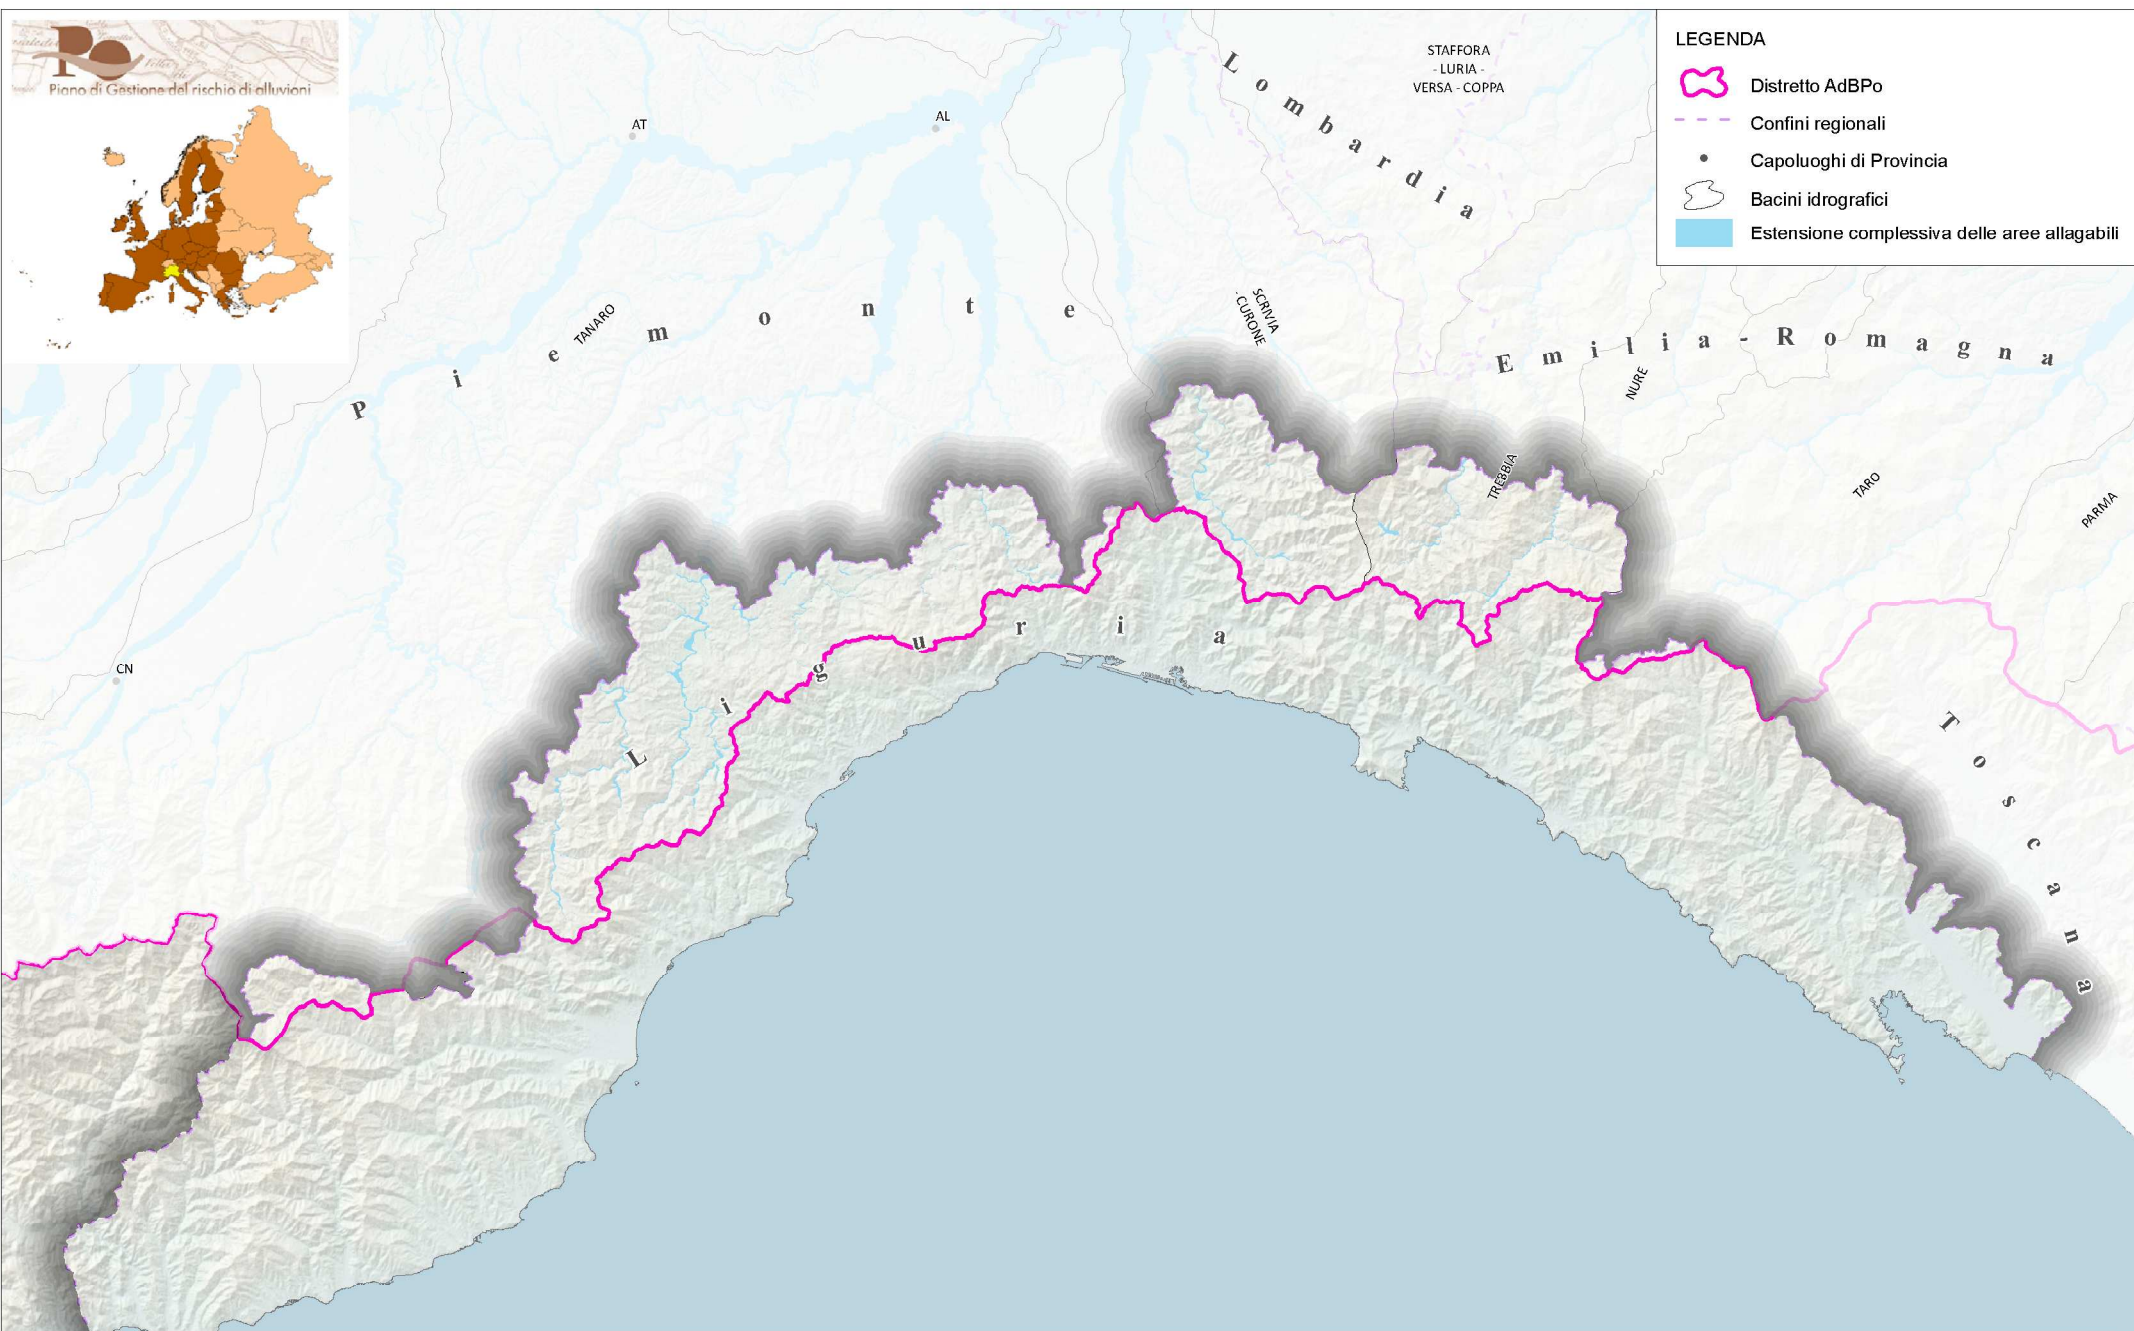 Po
Piano di Gestione del rischio di alluvioni
LEGENDA
Distretto AdBPo
Confini regionali
Capoluoghi di Provincia
Bacini idrografici
Estensione complessiva delle aree allagabili
STAFFORA
- LURIA -
VERSA - COPPA
Lombardia
AT
AL
TANARO
SCRIVIA
- CURONE
Piemonte
Emilia-Romagna
NURE
TREBBIA
TARO
PARMA
CN
Liguria
Toscana